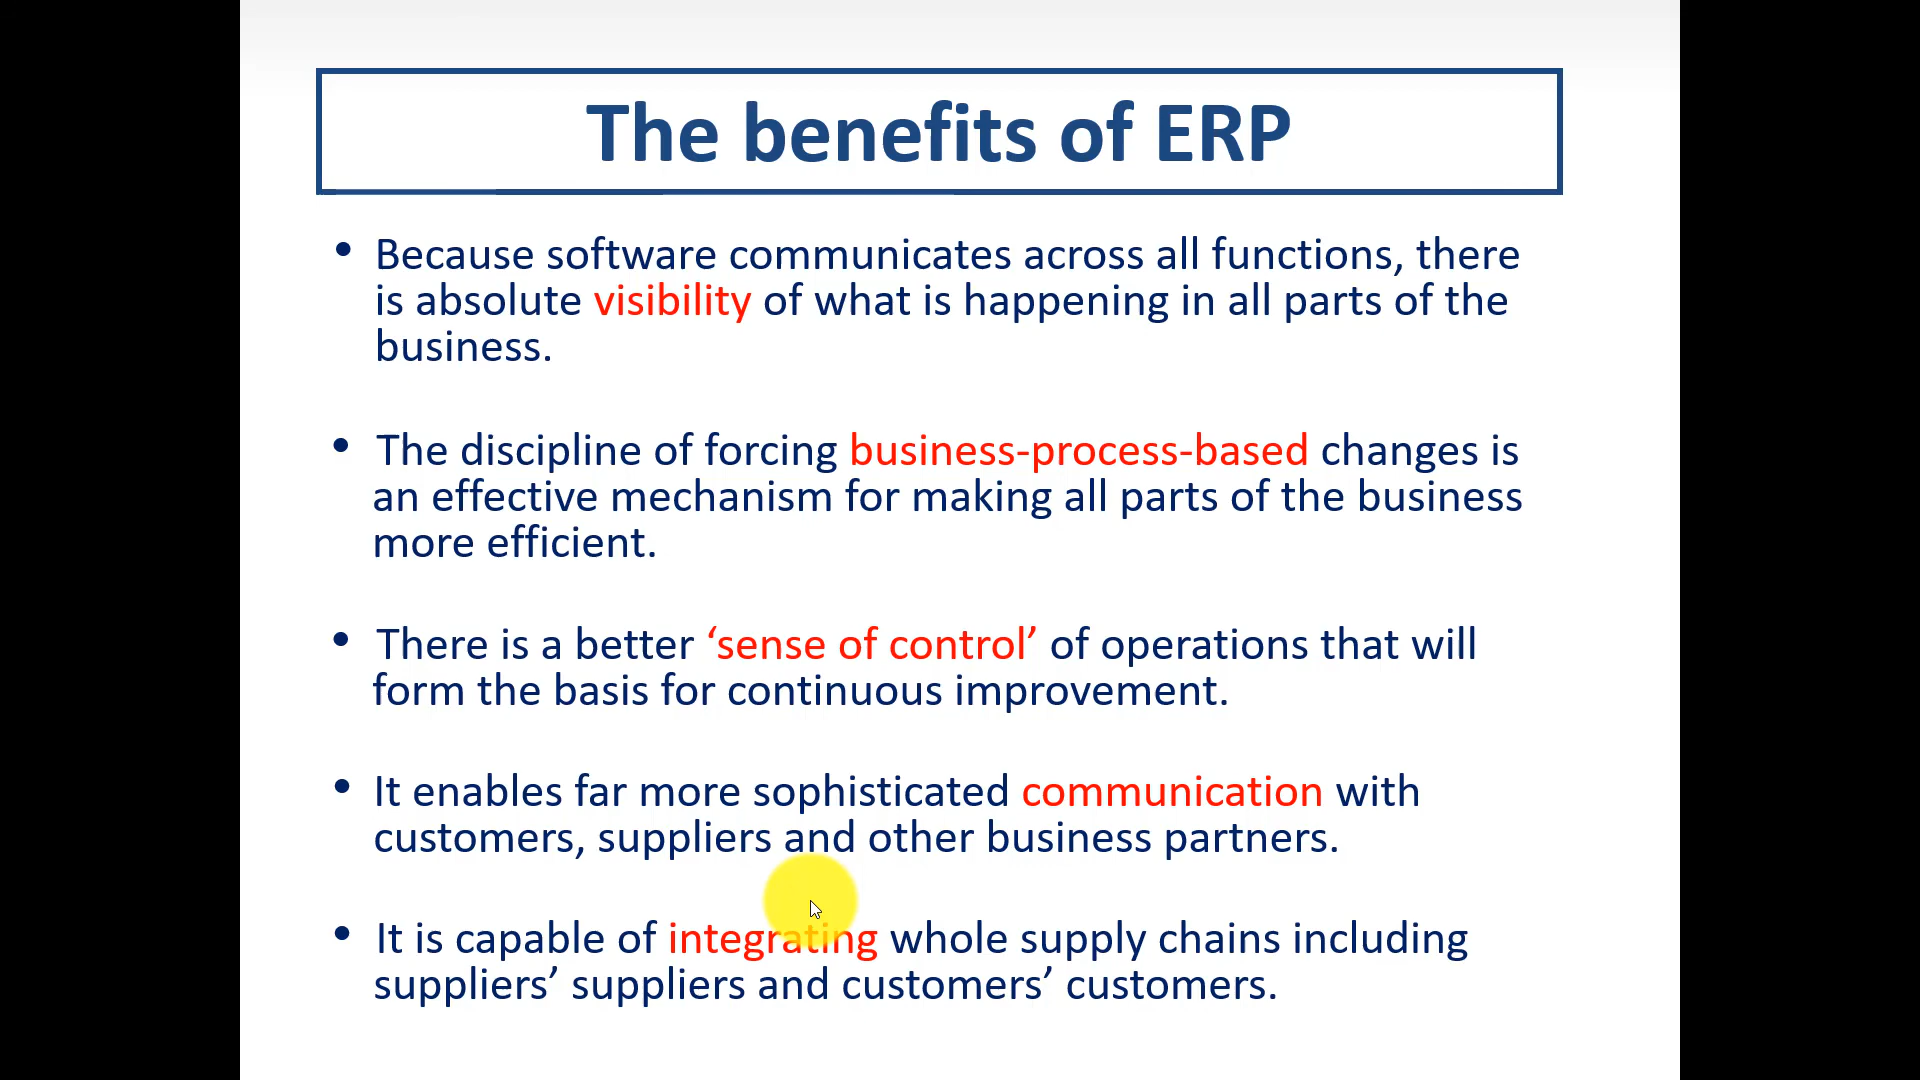 The benefits of ERP
• Because software communicates across all functions, there
is absolute visibility of what is happening in all parts of the
business.
• The discipline of forcing business-process-based changes is
an effective mechanism for making all parts of the business
more efficient.
• There is a better ‘sense of control’ of operations that will
form the basis for continuous improvement.
• It enables far more sophisticated communication with
customers, suppliers and other business partners.
• It is capable of integrating whole supply chains including
suppliers’ suppliers and customers’ customers.